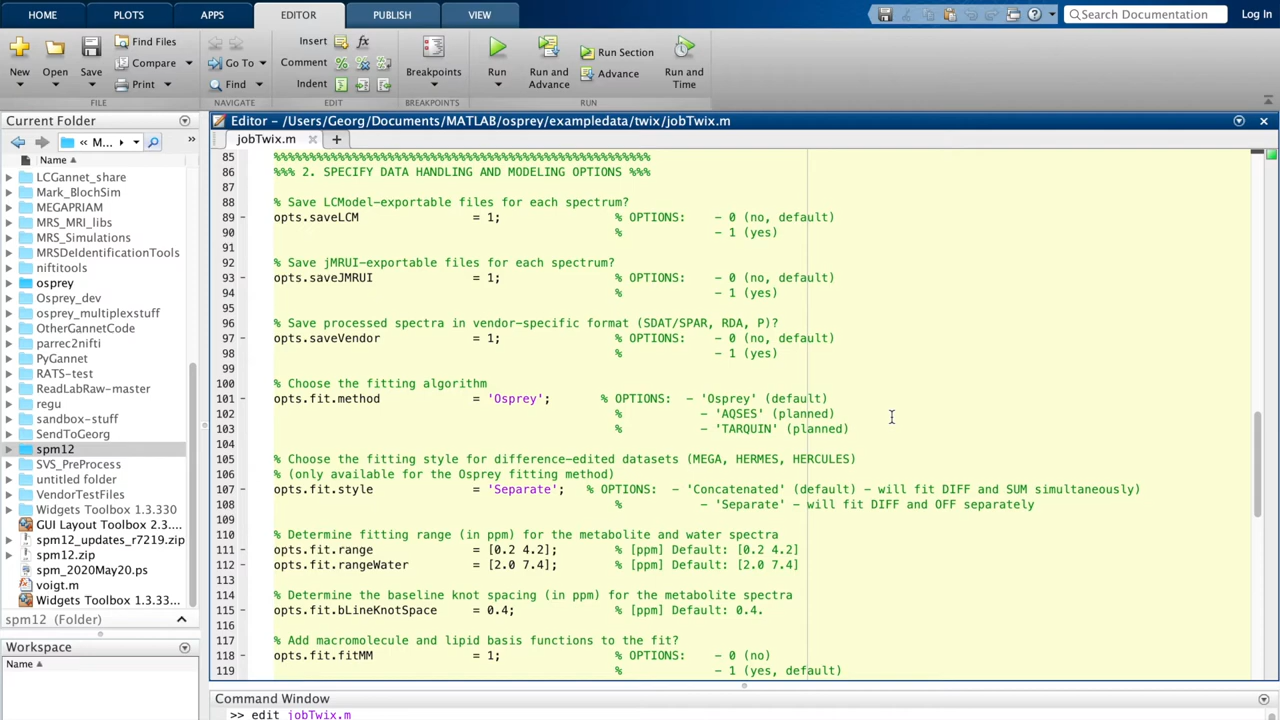 HOME PLOTS APPS EDITOR PUBLISH VIEW Search Documentation Log In
New Open Save Find Files Compare Print
Go To Find
Insert fx
Comment
Indent
Breakpoints
Run Run and Advance Run Section Advance Run and Time
FILE NAVIGATE EDIT BREAKPOINTS RUN
Current Folder
« M...
Name
LCGannet_share
Mark_BlochSim
MEGAPRIAM
MRS_MRI_libs
MRS_Simulations
MRSDeIdentificationTools
niftitools
osprey
Osprey_dev
osprey_multiplexstuff
OtherGannetCode
parrec2nifti
PyGannet
RATS-test
ReadLabRaw-master
regu
sandbox-stuff
SendToGeorg
spm12
SVS_PreProcess
untitled folder
VendorTestFiles
Widgets Toolbox 1.3.330
GUI Layout Toolbox 2.3....
spm12_updates_r7219.zip
spm12.zip
spm_2020May20.ps
voigt.m
Widgets Toolbox 1.3.33...
spm12 (Folder)
Workspace
Name
Editor - /Users/Georg/Documents/MATLAB/osprey/exampledata/twix/jobTwix.m
jobTwix.m
85 %%%%%%%%%%%%%%%%%%%%%%%%%%%%%%%%%%%%%%%%%%%%%%%%%%%%%
86 %%% 2. SPECIFY DATA HANDLING AND MODELING OPTIONS %%%
87
88 % Save LCModel-exportable files for each spectrum?
89 - opts.saveLCM = 1; % OPTIONS: - 0 (no, default)
90 % - 1 (yes)
91
92 % Save jMRUI-exportable files for each spectrum?
93 - opts.saveJMRUI = 1; % OPTIONS: - 0 (no, default)
94 % - 1 (yes)
95
96 % Save processed spectra in vendor-specific format (SDAT/SPAR, RDA, P)?
97 - opts.saveVendor = 1; % OPTIONS: - 0 (no, default)
98 % - 1 (yes)
99
100 % Choose the fitting algorithm
101 - opts.fit.method = 'Osprey'; % OPTIONS: - 'Osprey' (default)
102 % - 'AQSES' (planned)
103 % - 'TARQUIN' (planned)
104
105 % Choose the fitting style for difference-edited datasets (MEGA, HERMES, HERCULES)
106 % (only available for the Osprey fitting method)
107 - opts.fit.style = 'Separate'; % OPTIONS: - 'Concatenated' (default) - will fit DIFF and SUM simultaneously)
108 % - 'Separate' - will fit DIFF and OFF separately
109
110 % Determine fitting range (in ppm) for the metabolite and water spectra
111 - opts.fit.range = [0.2 4.2]; % [ppm] Default: [0.2 4.2]
112 - opts.fit.rangeWater = [2.0 7.4]; % [ppm] Default: [2.0 7.4]
113
114 % Determine the baseline knot spacing (in ppm) for the metabolite spectra
115 - opts.fit.bLineKnotSpace = 0.4; % [ppm] Default: 0.4.
116
117 % Add macromolecule and lipid basis functions to the fit?
118 - opts.fit.fitMM = 1; % OPTIONS: - 0 (no)
119 % - 1 (yes, default)
Command Window
>> edit jobTwix.m